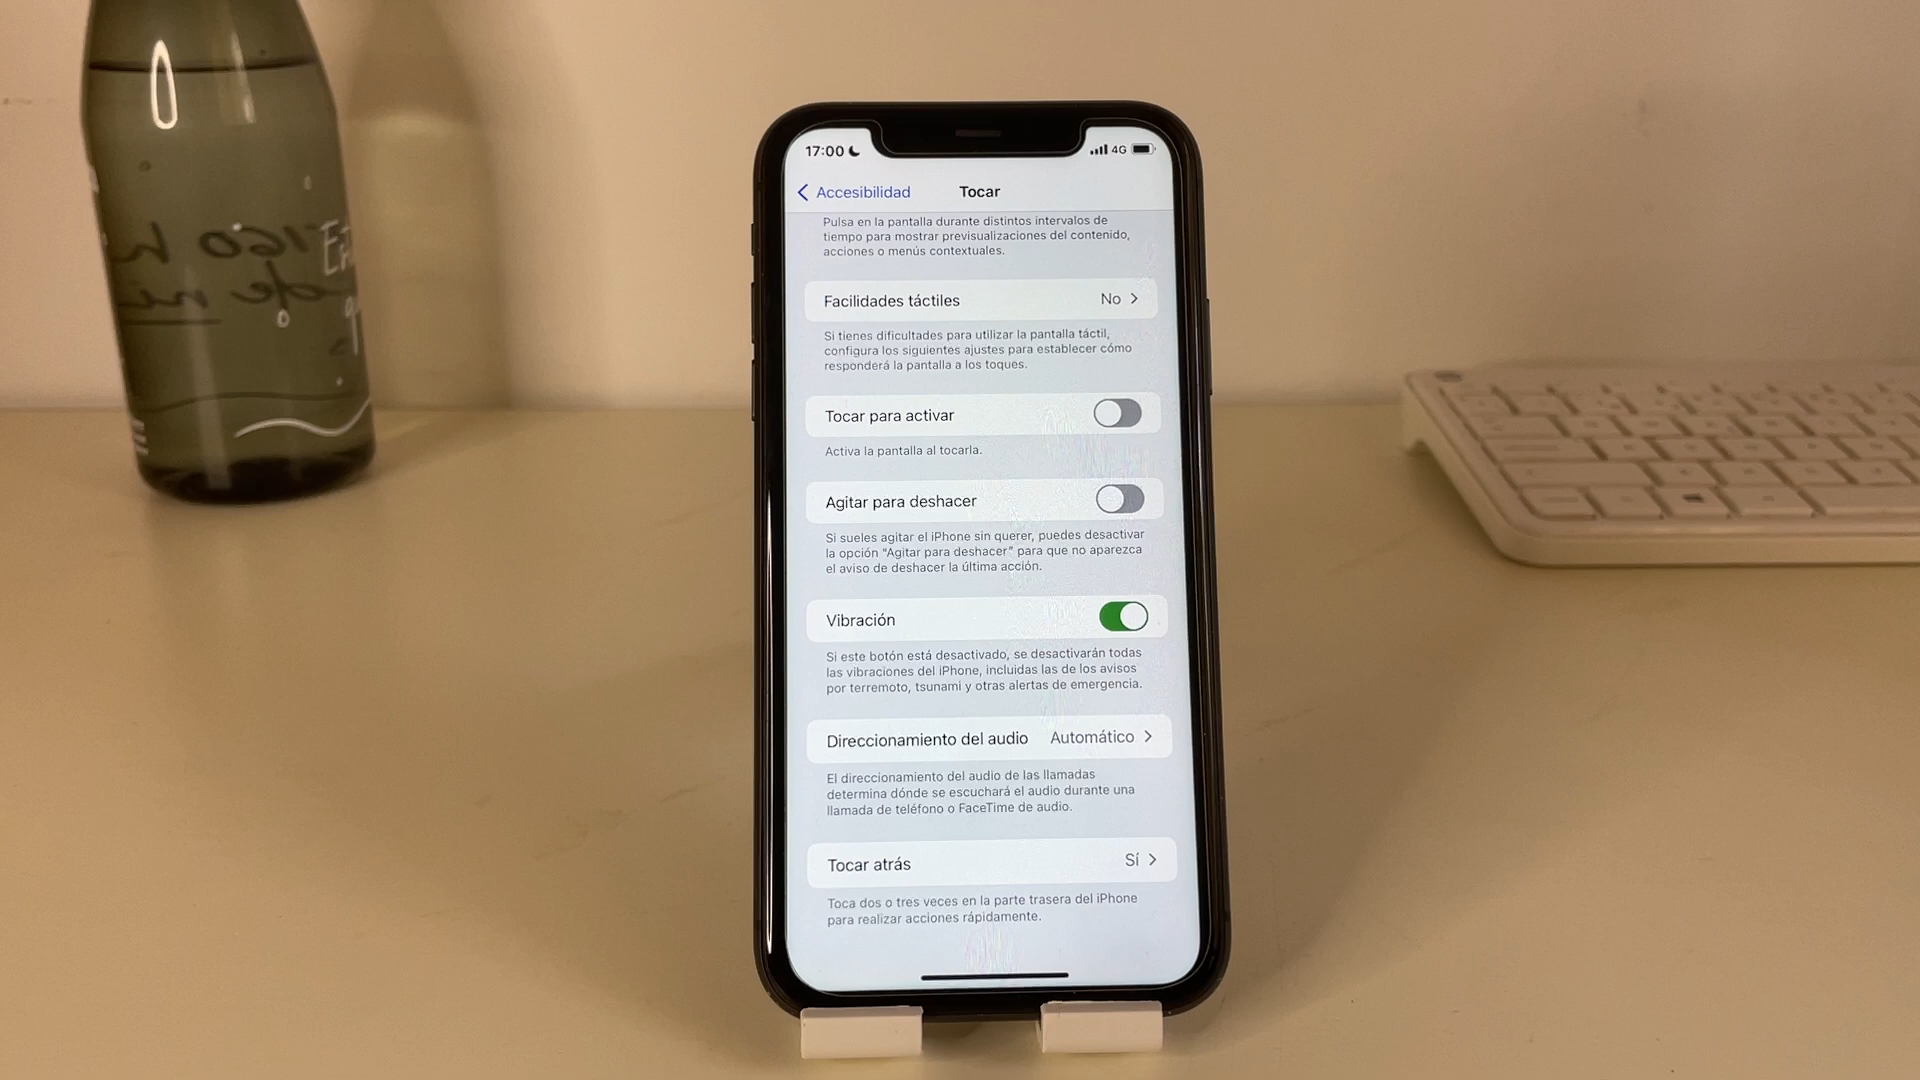 17:00
4G
Accesibilidad
Tocar
Pulsa en la pantalla durante distintos intervalos de
tiempo para mostrar previsualizaciones del contenido,
acciones o menús contextuales.
Facilidades táctiles
No
Si tienes dificultades para utilizar la pantalla táctil,
configura los siguientes ajustes para establecer cómo
responderá la pantalla a los toques.
Tocar para activar
Activa la pantalla al tocarla.
Agitar para deshacer
Si sueles agitar el iPhone sin querer, puedes desactivar
la opción "Agitar para deshacer" para que no aparezca
el aviso de deshacer la última acción.
Vibración
Si este botón está desactivado, se desactivarán todas
las vibraciones del iPhone, incluidas las de los avisos
por terremoto, tsunami y otras alertas de emergencia.
Direccionamiento del audio
Automático
El direccionamiento del audio de las llamadas
determina dónde se escuchará el audio durante una
llamada de teléfono o FaceTime de audio.
Tocar atrás
Sí
Toca dos o tres veces en la parte trasera del iPhone
para realizar acciones rápidamente.